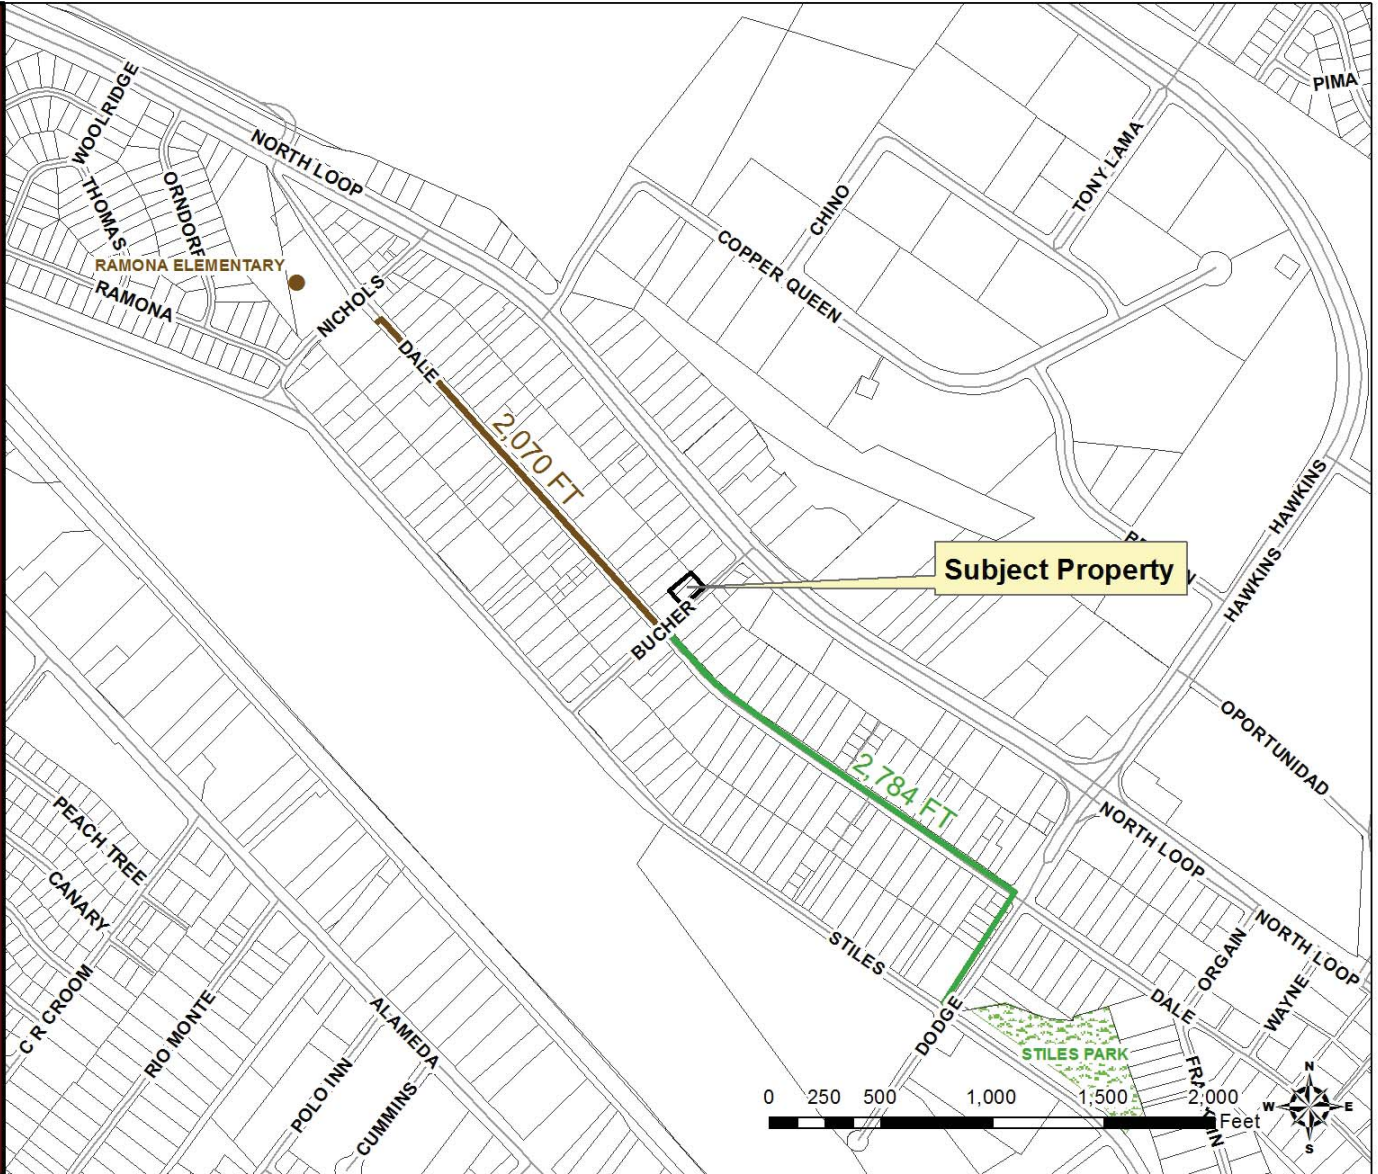 PIMA
WOOLRIDGE
NORTH LOOP
TONY LAMA
THOMAS
ORNDORF
CHINO
COPPER QUEEN
RAMONA ELEMENTARY
RAMONA
NICHOLS
DALE
2,070 FT
HAWKINS
HAWKINS
Subject Property
BUCHER
OPORTUNIDAD
2,784 FT
NORTH LOOP
PEACH TREE
CANARY
STILES
ORGAIN
NORTH LOOP
C R CROOM
RIO MONTE
ALAMEDA
DODGE
DALE
WAYNE
STILES PARK
POLO INN
CUMMINS
N
W E
S
0 250 500 1,000 1,500 2,000
Feet